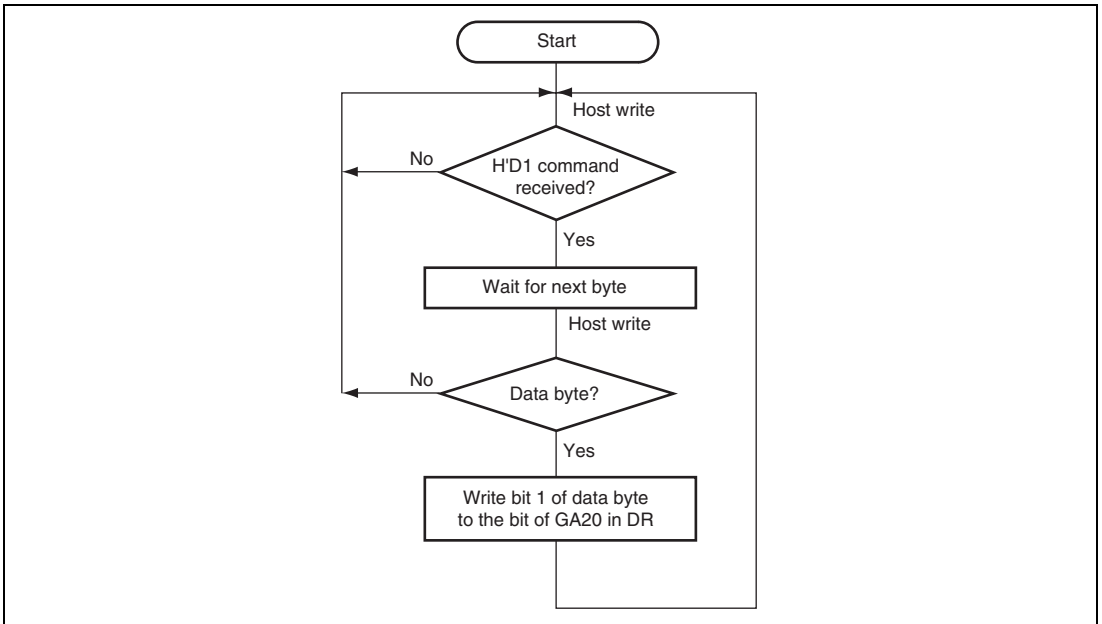 Start
Host write
No
H'D1 command
received?
Yes
Wait for next byte
Host write
No
Data byte?
Yes
Write bit 1 of data byte
to the bit of GA20 in DR